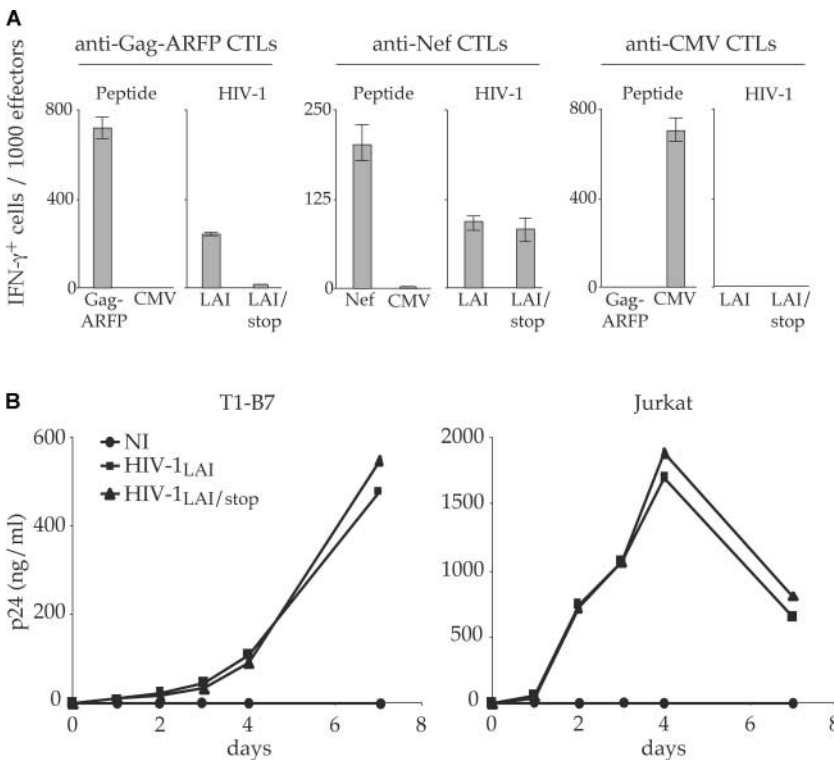 A
anti-Gag-ARFP CTLs
anti-Nef CTLs
anti-CMV CTLs
Peptide
HIV-1
Peptide
HIV-1
Peptide
HIV-1
IFN-γ+ cells / 1000 effectors
800
400
0
250
125
0
800
400
0
Gag-
ARFP
CMV
LAI
LAI/
stop
Nef
CMV
LAI
LAI/
stop
Gag-
ARFP
CMV
LAI
LAI/
stop
B
T1-B7
Jurkat
p24 (ng/ml)
600
400
200
0
NI
HIV-1LAI
HIV-1LAI/stop
0
2
4
6
8
days
2000
1500
1000
500
0
0
2
4
6
8
days